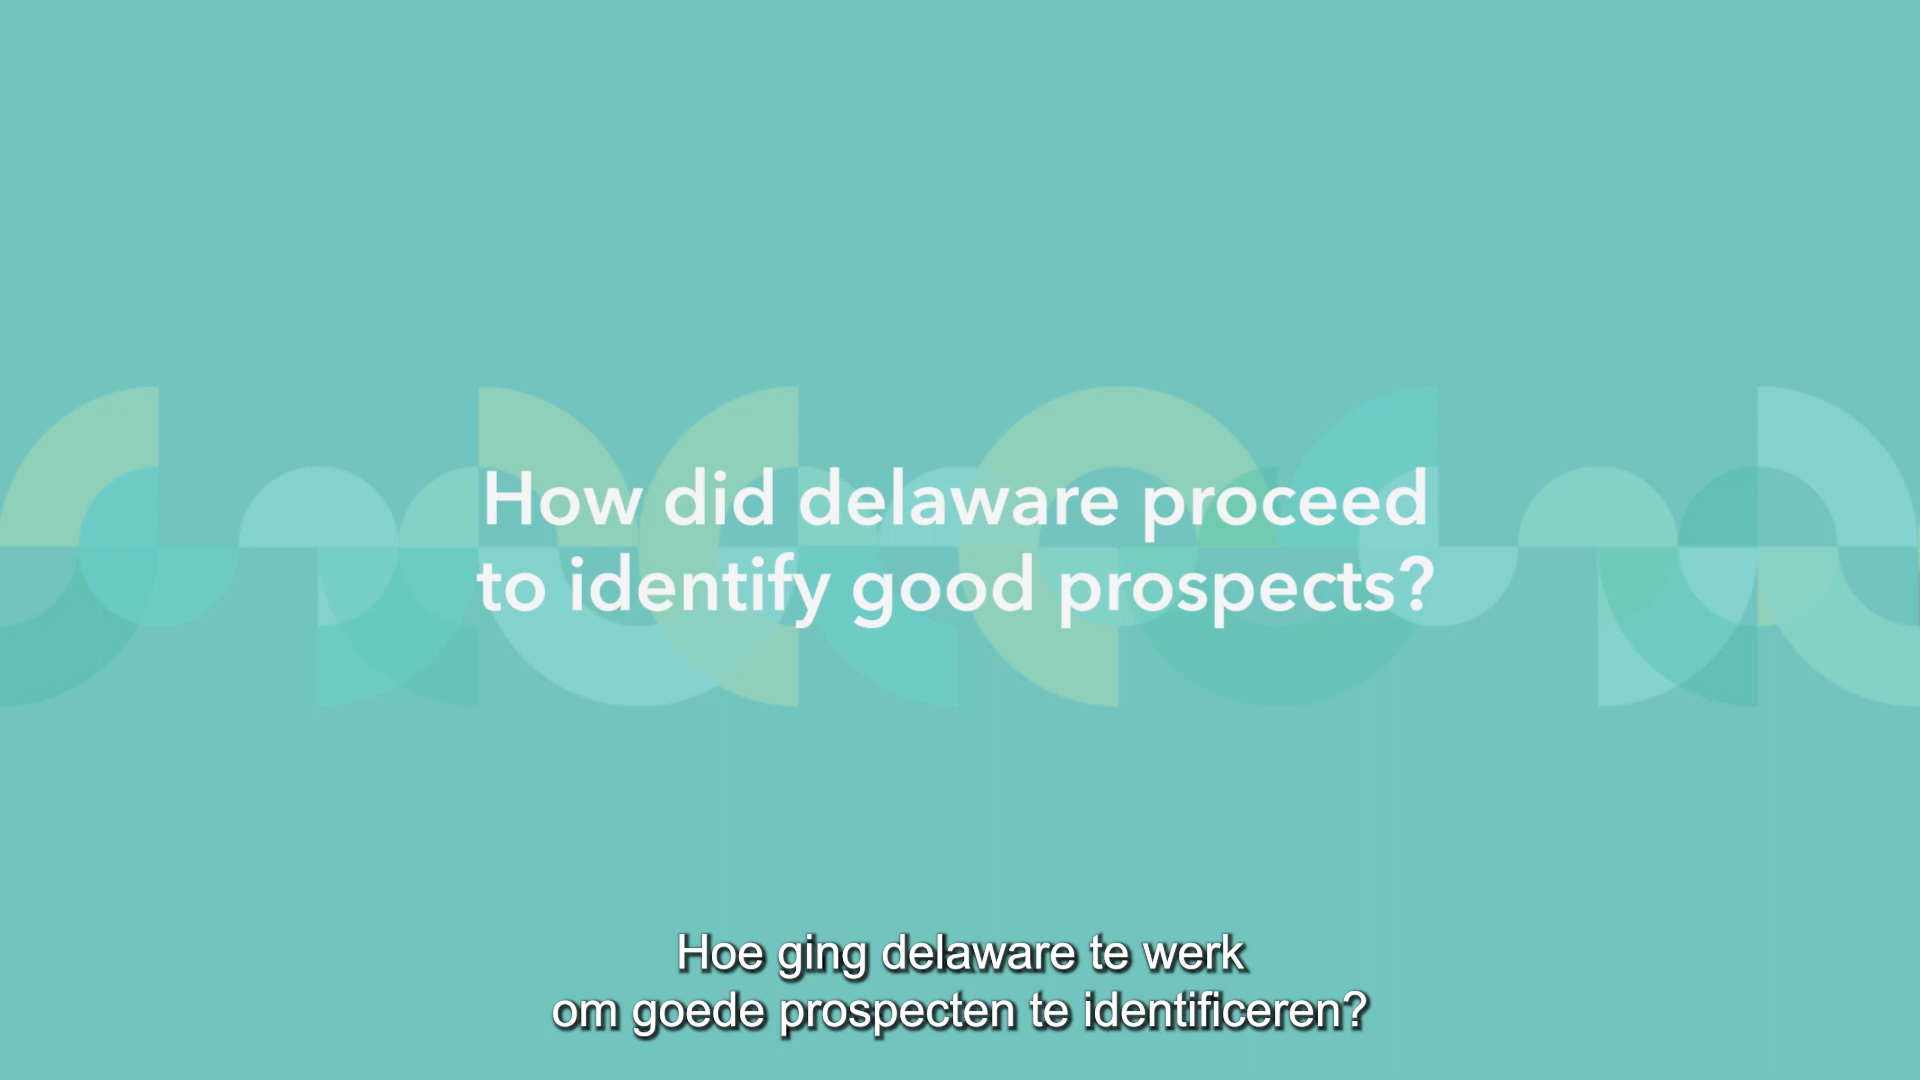 How did delaware proceed
to identify good prospects?
Hoe ging delaware te werk
om goede prospecten te identificeren?